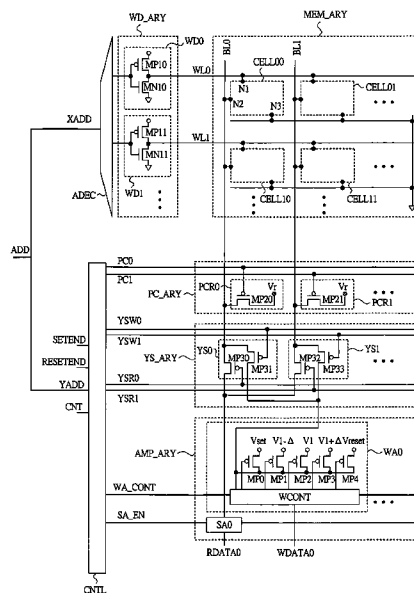 WD_ARY
WD0
MEM_ARY
BL0
BL1
CELL00
MP10
MN10
WL0
N1
N2
N3
CELL01
XADD
MP11
MN11
WL1
ADEC
WD1
CELL10
CELL11
ADD
PC0
PC1
PCR0
Vr
MP20
Vr
MP21
PC_ARY
PCR1
YSW0
YSW1
SETEND
RESETEND
YS_ARY
YS0
MP30
MP31
MP32
MP33
YS1
YADD
YSR0
YSR1
CNT
AMP_ARY
WA0
Vset
V1-Δ
V1
V1+Δ
Vreset
MP0
MP1
MP2
MP3
MP4
WA_CONT
WCONT
SA_EN
SA0
RDATA0
WDATA0
CNTL